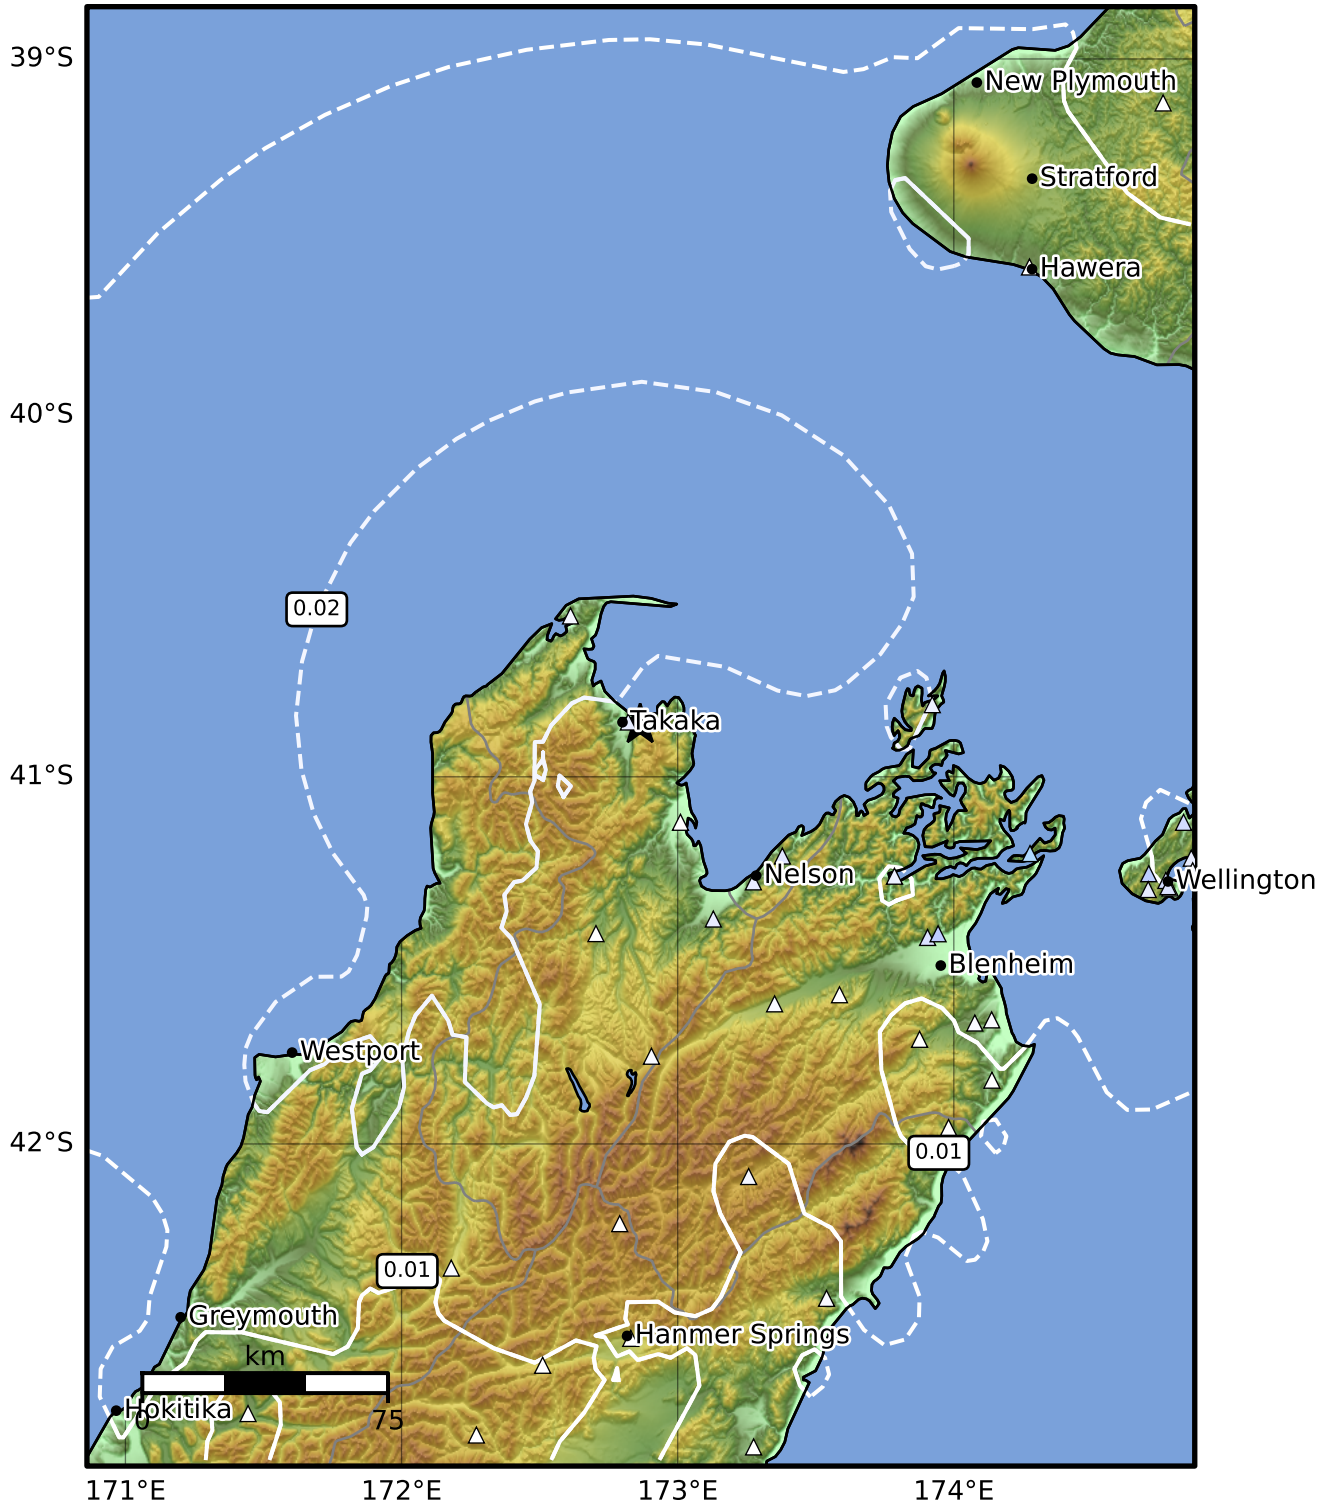 39°S
New Plymouth
Stratford
Hawera
40°S
0.02
Takaka
41°S
Nelson
Wellington
Blenheim
Westport
42°S
0.01
0.01
Greymouth
Hanmer Springs
km
Hokitika
0
75
171°E
172°E
173°E
174°E